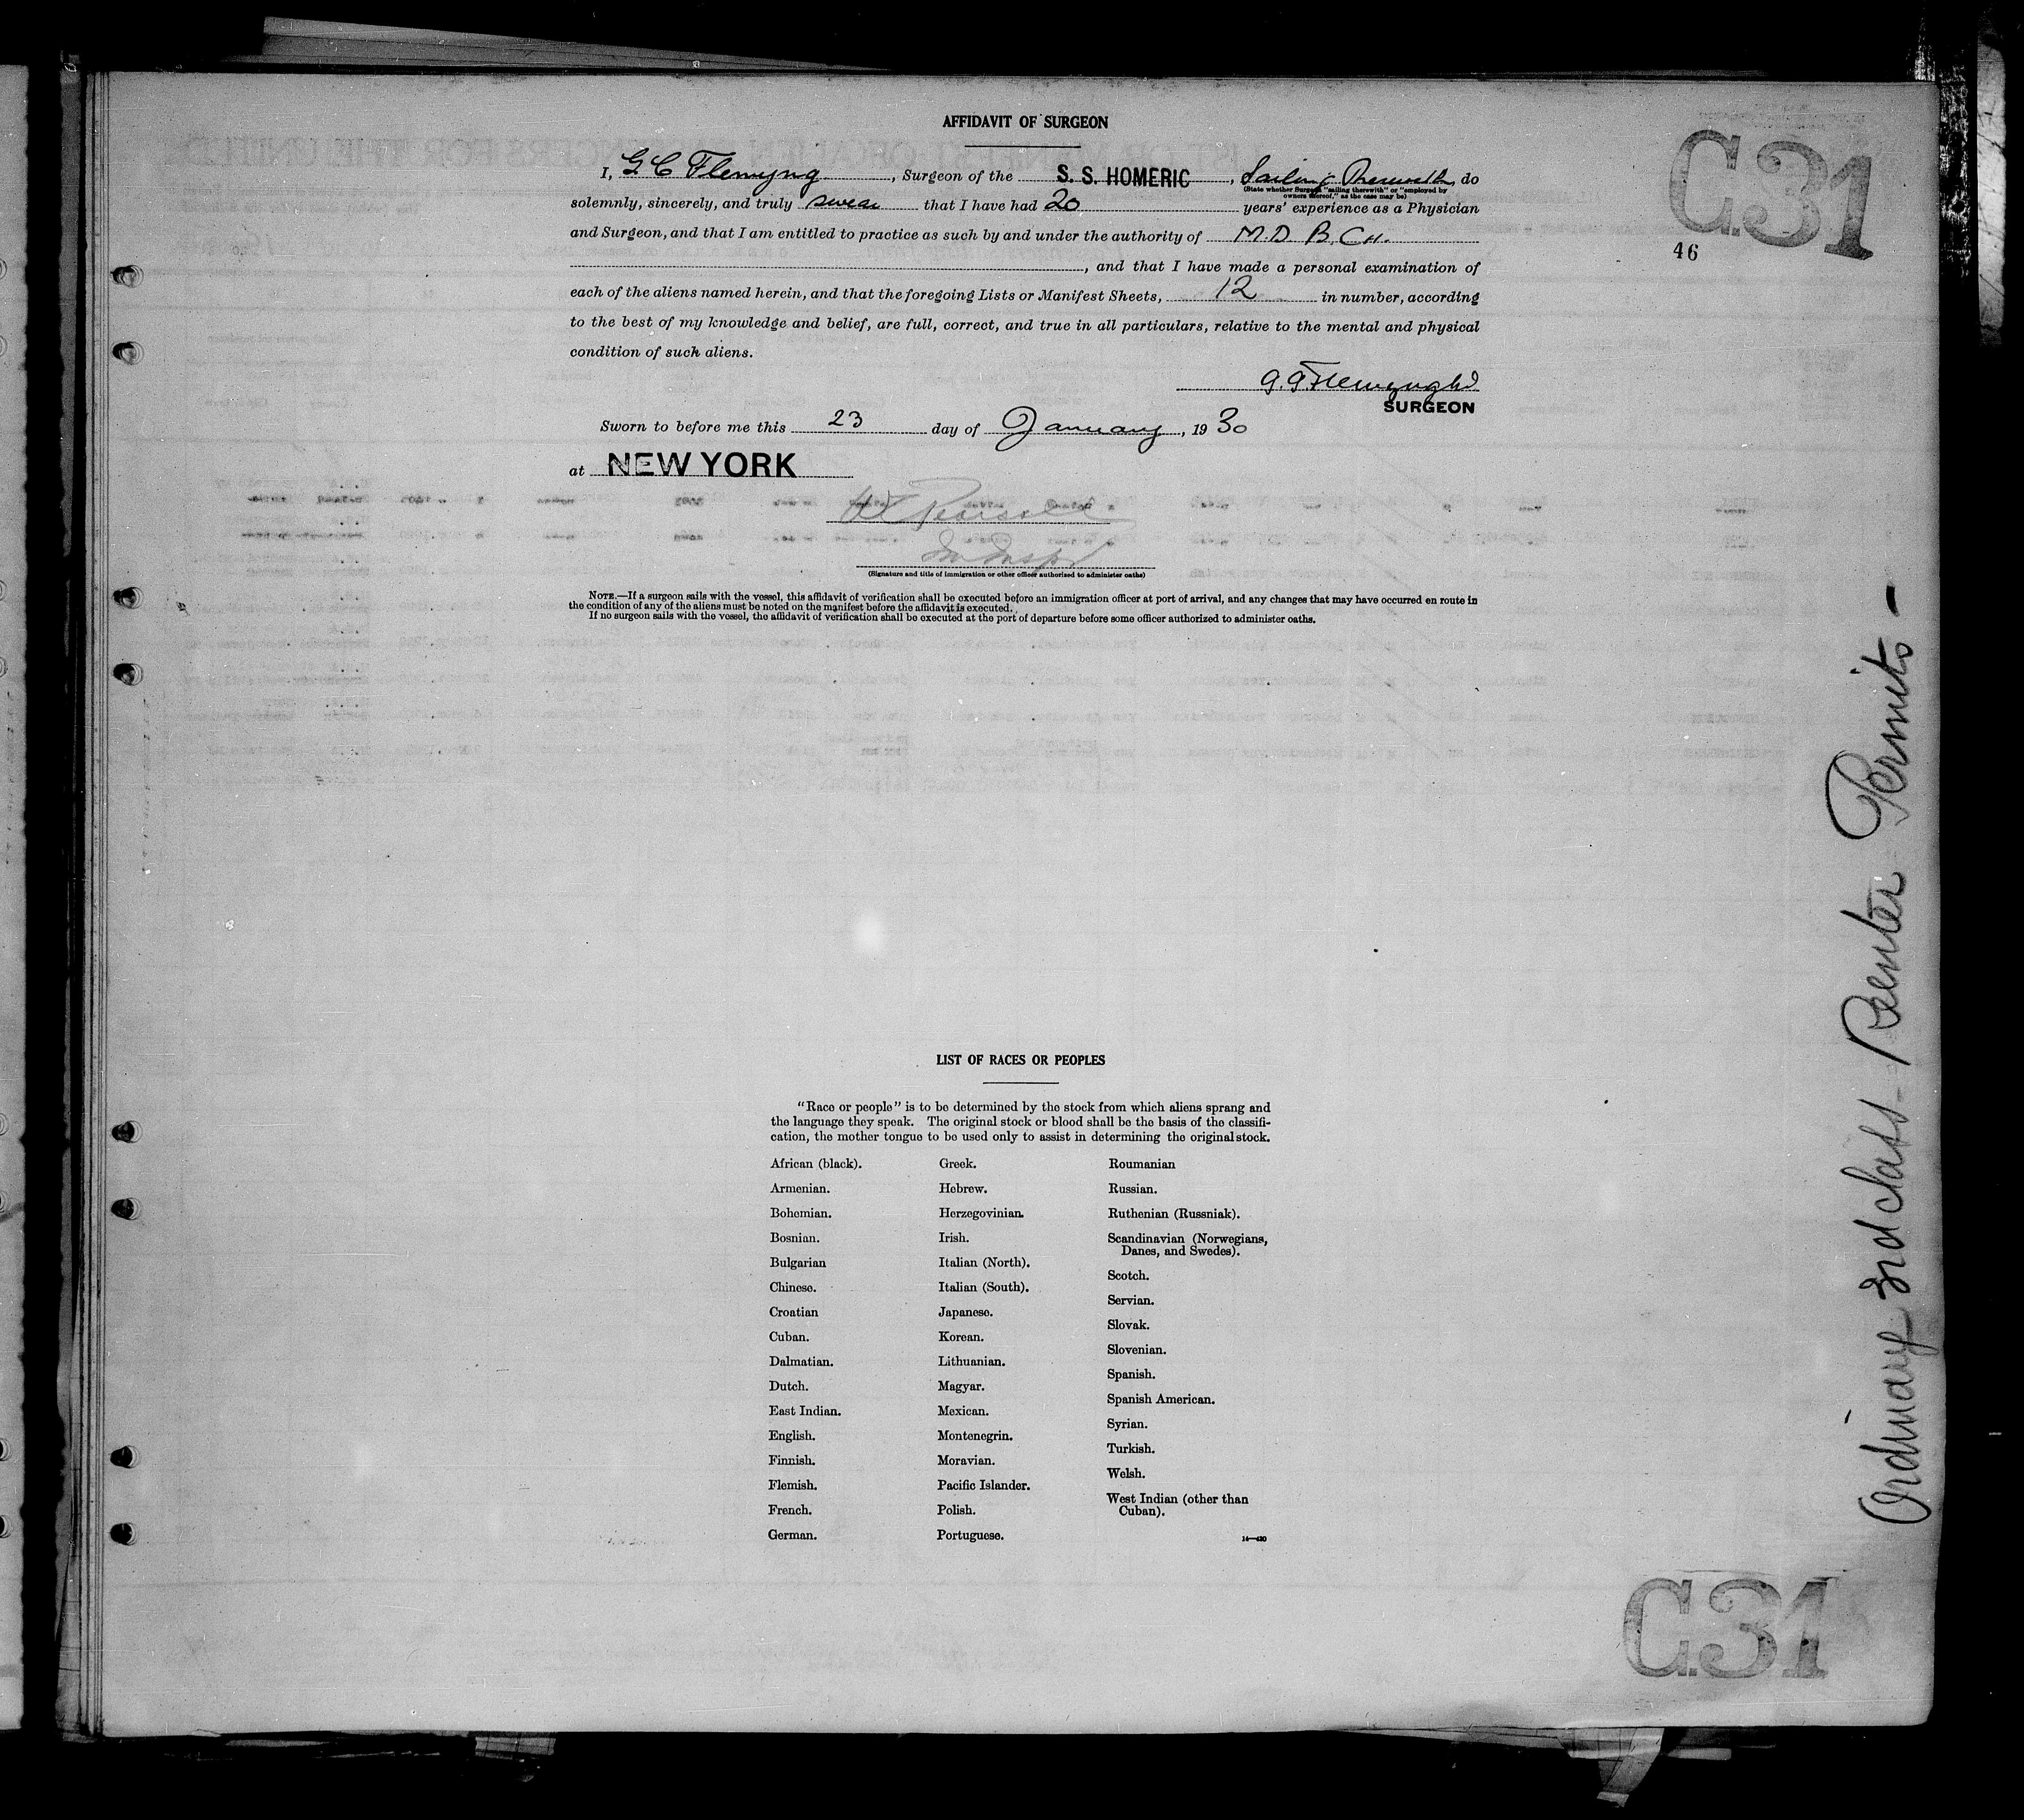 AFFIDAVIT OF SURGEON
I, G C Flemyng, Surgeon of the S. S. HOMERIC, Sailing Therewith, do
(State whether Surgeon "sailing therewith" or "employed by
owners thereof," as the case may be)
solemnly, sincerely, and truly swear that I have had 20 years' experience as a Physician
and Surgeon, and that I am entitled to practice as such by and under the authority of M.D. B. CH.
, and that I have made a personal examination of
each of the aliens named herein, and that the foregoing Lists or Manifest Sheets, 12 in number, according
to the best of my knowledge and belief, are full, correct, and true in all particulars, relative to the mental and physical
condition of such aliens.
SURGEON
Sworn to before me this 23 day of January, 1930
at NEW YORK
(Signature and title of immigration or other officer authorized to administer oaths)
NOTE.—If a surgeon sails with the vessel, this affidavit of verification shall be executed before an immigration officer at port of arrival, and any changes that may have occurred en route in
the condition of any of the aliens must be noted on the manifest before the affidavit is executed.
If no surgeon sails with the vessel, the affidavit of verification shall be executed at the port of departure before some officer authorized to administer oaths.
C.31
46
Ordinary 3rd class - Reenter Permits -
LIST OF RACES OR PEOPLES
"Race or people" is to be determined by the stock from which aliens sprang and
the language they speak. The original stock or blood shall be the basis of the classifi-
cation, the mother tongue to be used only to assist in determining the original stock.
African (black).
Armenian.
Bohemian.
Bosnian.
Bulgarian
Chinese.
Croatian
Cuban.
Dalmatian.
Dutch.
East Indian.
English.
Finnish.
Flemish.
French.
German.
Greek.
Hebrew.
Herzegovinian.
Irish.
Italian (North).
Italian (South).
Japanese.
Korean.
Lithuanian.
Magyar.
Mexican.
Montenegrin.
Moravian.
Pacific Islander.
Polish.
Portuguese.
Roumanian
Russian.
Ruthenian (Russniak).
Scandinavian (Norwegians,
Danes, and Swedes).
Scotch.
Servian.
Slovak.
Slovenian.
Spanish.
Spanish American.
Syrian.
Turkish.
Welsh.
West Indian (other than
Cuban).
C.31